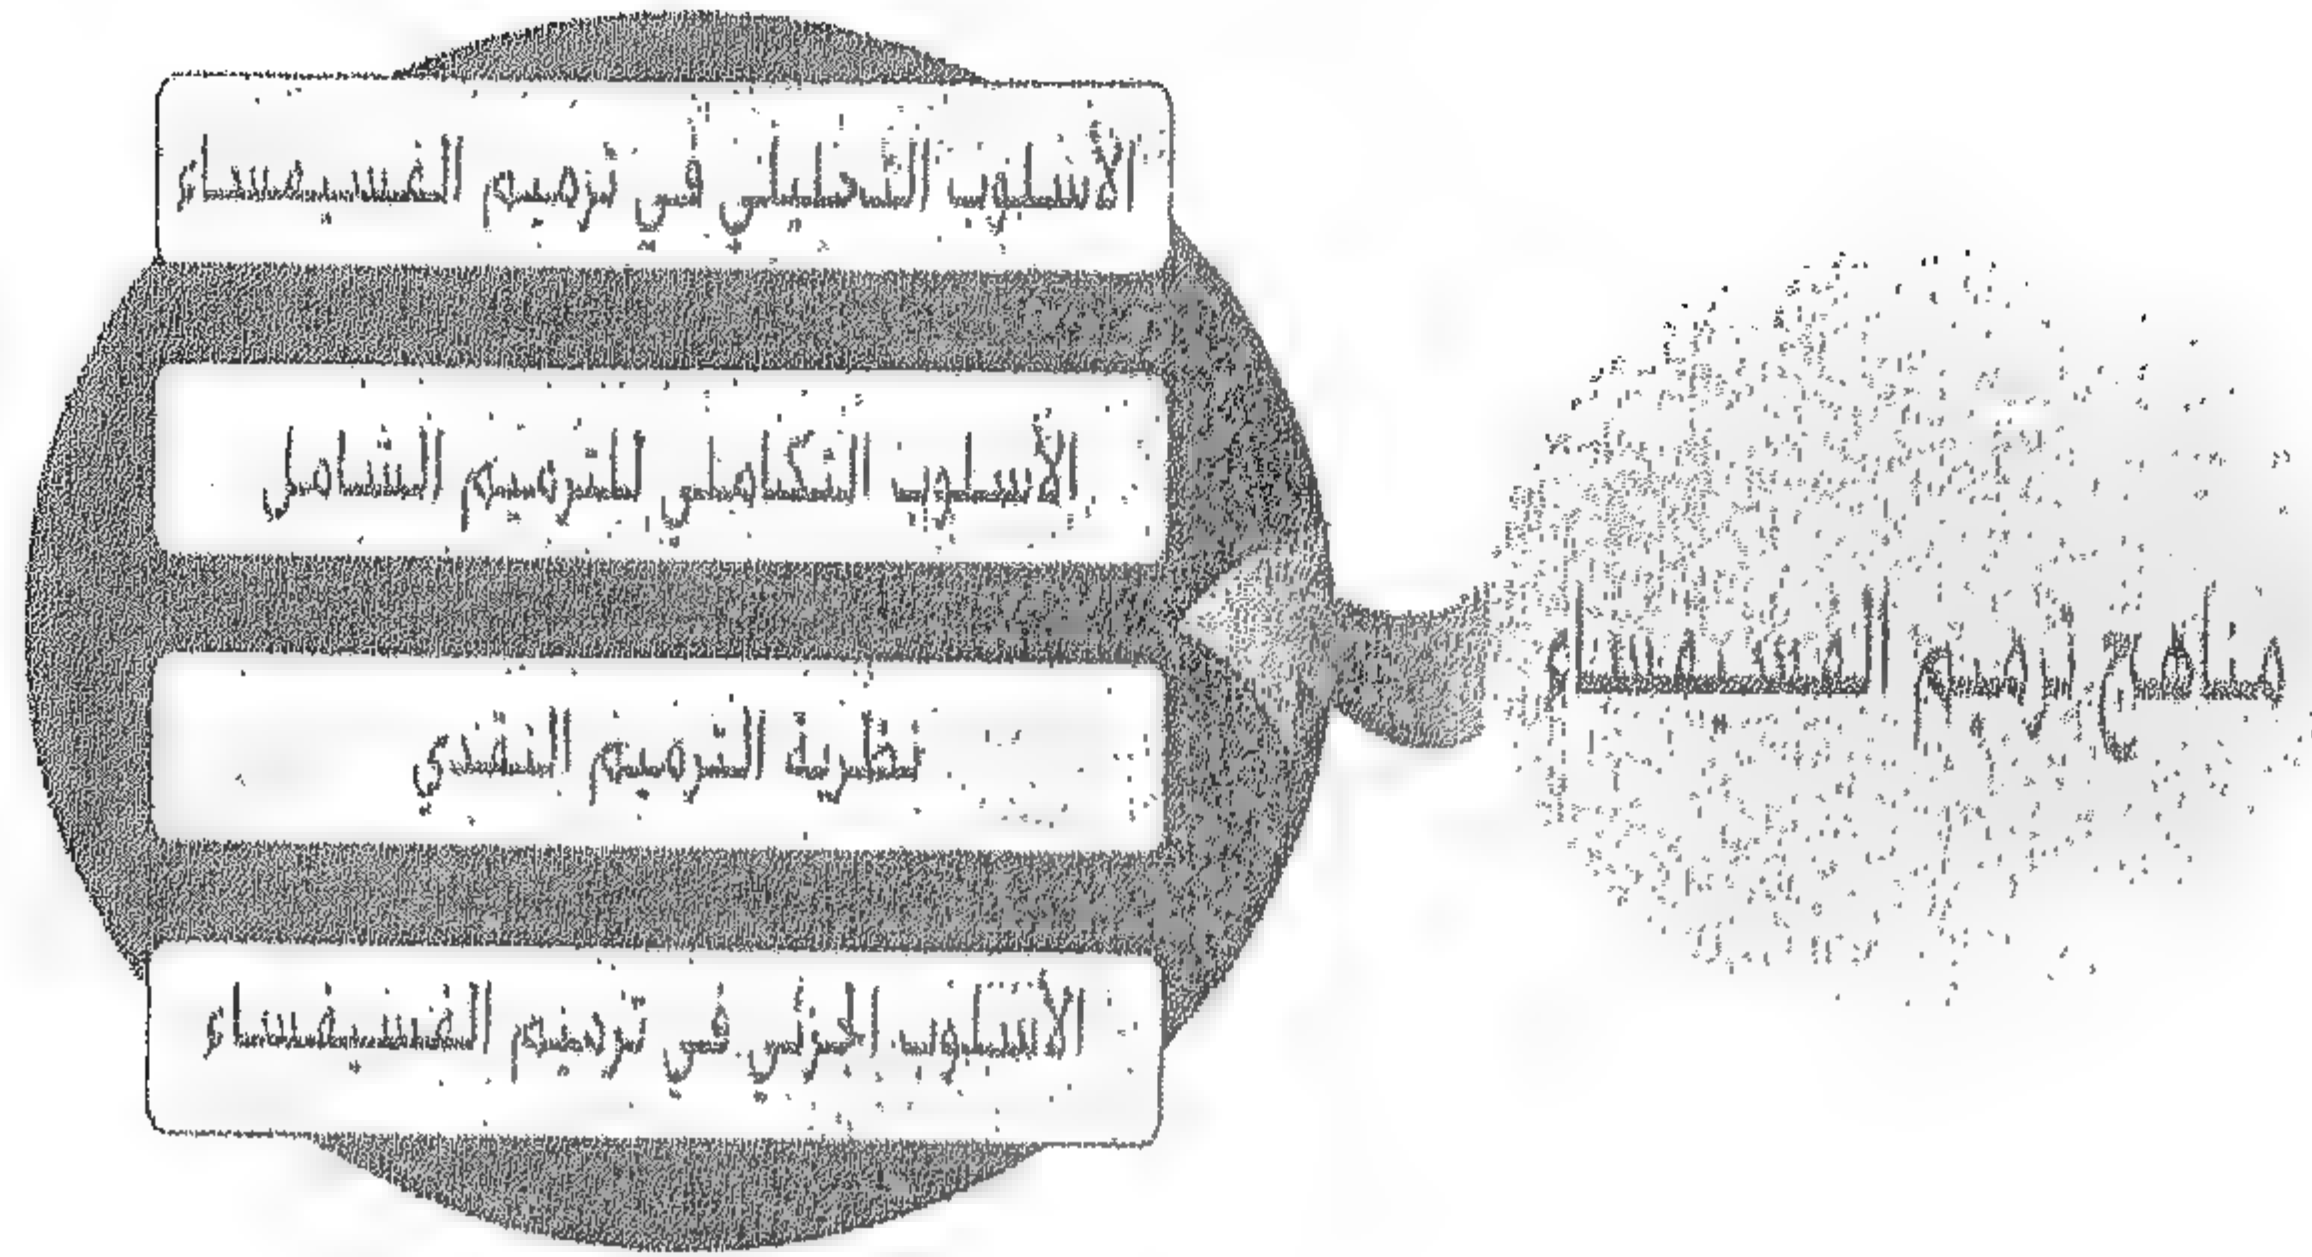 مناهج ترميم الفسيفساء
الأسلوب التحليلي في ترميم الفسيفساء
الأسلوب التكاملي للترميم الشامل
نظرية الترميم النقدي
الأسلوب الجزئي في ترميم الفسيفساء